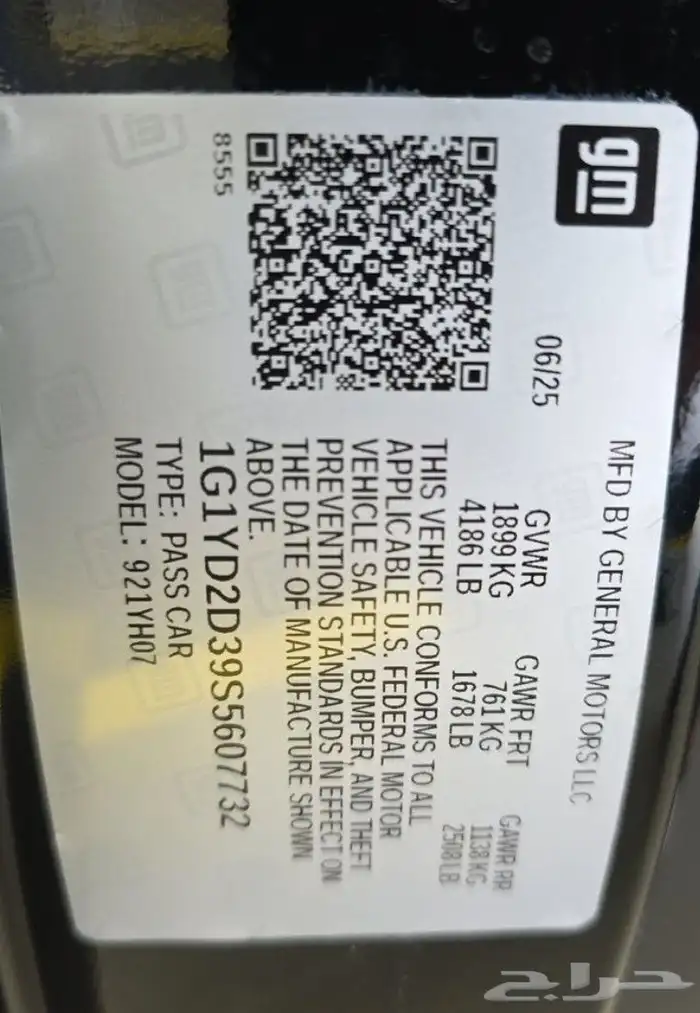 gm
MFD BY GENERAL MOTORS LLC
06/25
GVWR GAWR FRT GAWR RR
1899 KG 761 KG 1138 KG
4186 LB 1678 LB 2508 LB
THIS VEHICLE CONFORMS TO ALL
APPLICABLE U.S. FEDERAL MOTOR
VEHICLE SAFETY, BUMPER, AND THEFT
PREVENTION STANDARDS IN EFFECT ON
THE DATE OF MANUFACTURE SHOWN
ABOVE.
1G1YD2D39S5607732
TYPE: PASS CAR
MODEL: 921YH07
8555
حراج